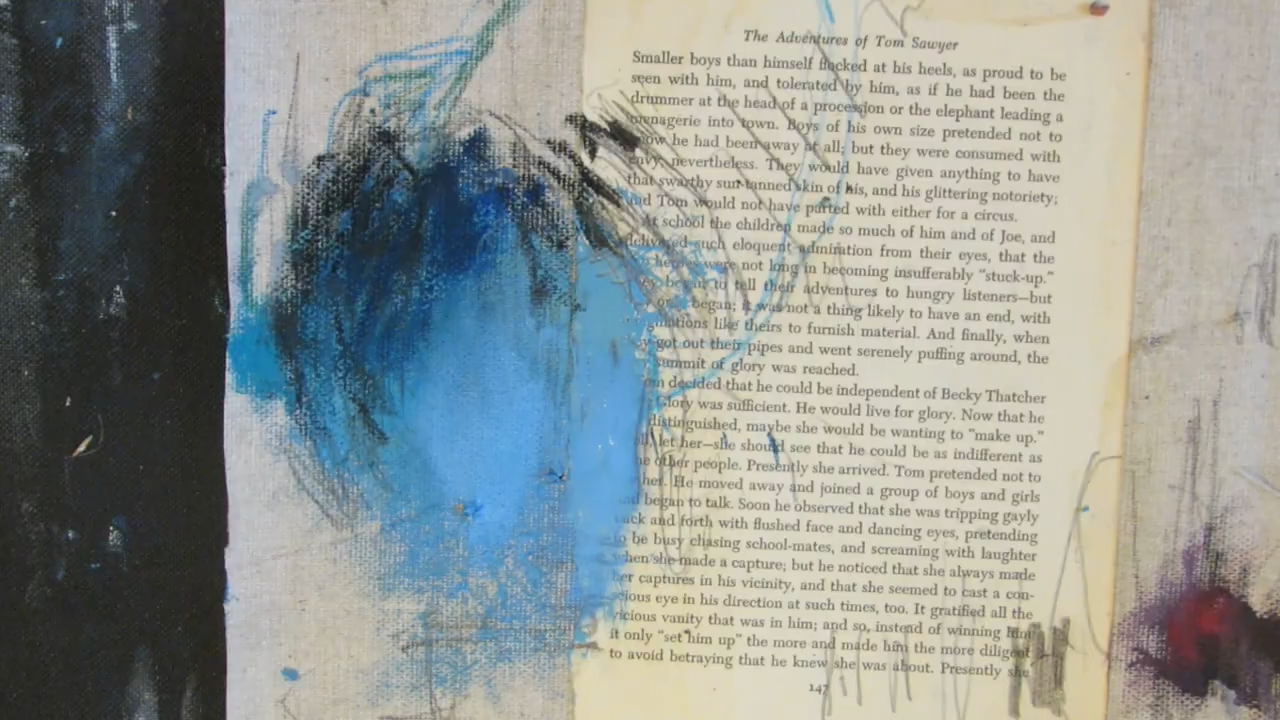 The Adventures of Tom Sawyer
Smaller boys than himself flocked at his heels, as proud to be
seen with him, and tolerated by him, as if he had been the
drummer at the head of a procession or the elephant leading a
menagerie into town. Boys of his own size pretended not to
know he had been away at all; but they were consumed with
envy, nevertheless. They would have given anything to have
that swarthy sun-tanned skin of his, and his glittering notoriety;
and Tom would not have parted with either for a circus.
At school the children made so much of him and of Joe, and
delivered such eloquent admiration from their eyes, that the
heroes were not long in becoming insufferably "stuck-up."
began to tell their adventures to hungry listeners—but
began; it was not a thing likely to have an end, with
like theirs to furnish material. And finally, when
got out their pipes and went serenely puffing around, the
summit of glory was reached.
decided that he could be independent of Becky Thatcher
Glory was sufficient. He would live for glory. Now that he
distinguished, maybe she would be wanting to "make up."
let her—she should see that he could be as indifferent as
other people. Presently she arrived. Tom pretended not to
her. He moved away and joined a group of boys and girls
began to talk. Soon he observed that she was tripping gayly
back and forth with flushed face and dancing eyes, pretending
to be busy chasing school-mates, and screaming with laughter
when she made a capture; but he noticed that she always made
her captures in his vicinity, and that she seemed to cast a con-
scious eye in his direction at such times, too. It gratified all the
vicious vanity that was in him; and so, instead of winning him
it only "set him up" the more and made him the more diligent
to avoid betraying that he knew she was about. Presently she
147